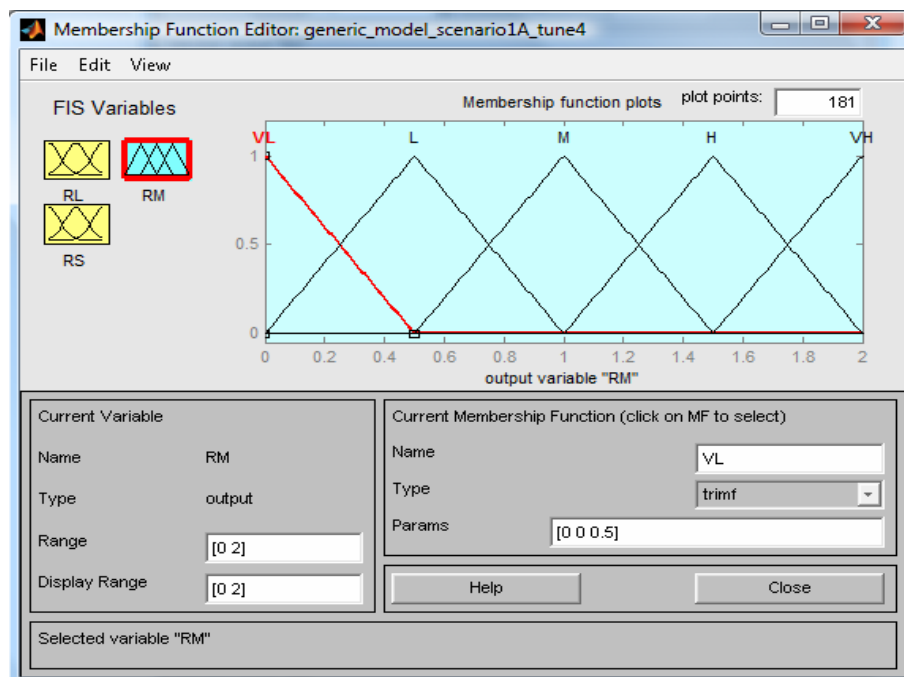 Membership Function Editor: generic_model_scenario1A_tune4
File Edit View
FIS Variables
RL
RM
RS
Membership function plots
plot points:
181
VL
L
M
H
VH
1
0.5
0
0 0.2 0.4 0.6 0.8 1 1.2 1.4 1.6 1.8 2
output variable "RM"
Current Variable
Name RM
Type output
Range [0 2]
Display Range [0 2]
Current Membership Function (click on MF to select)
Name VL
Type trimf
Params [0 0 0.5]
Help
Close
Selected variable "RM"